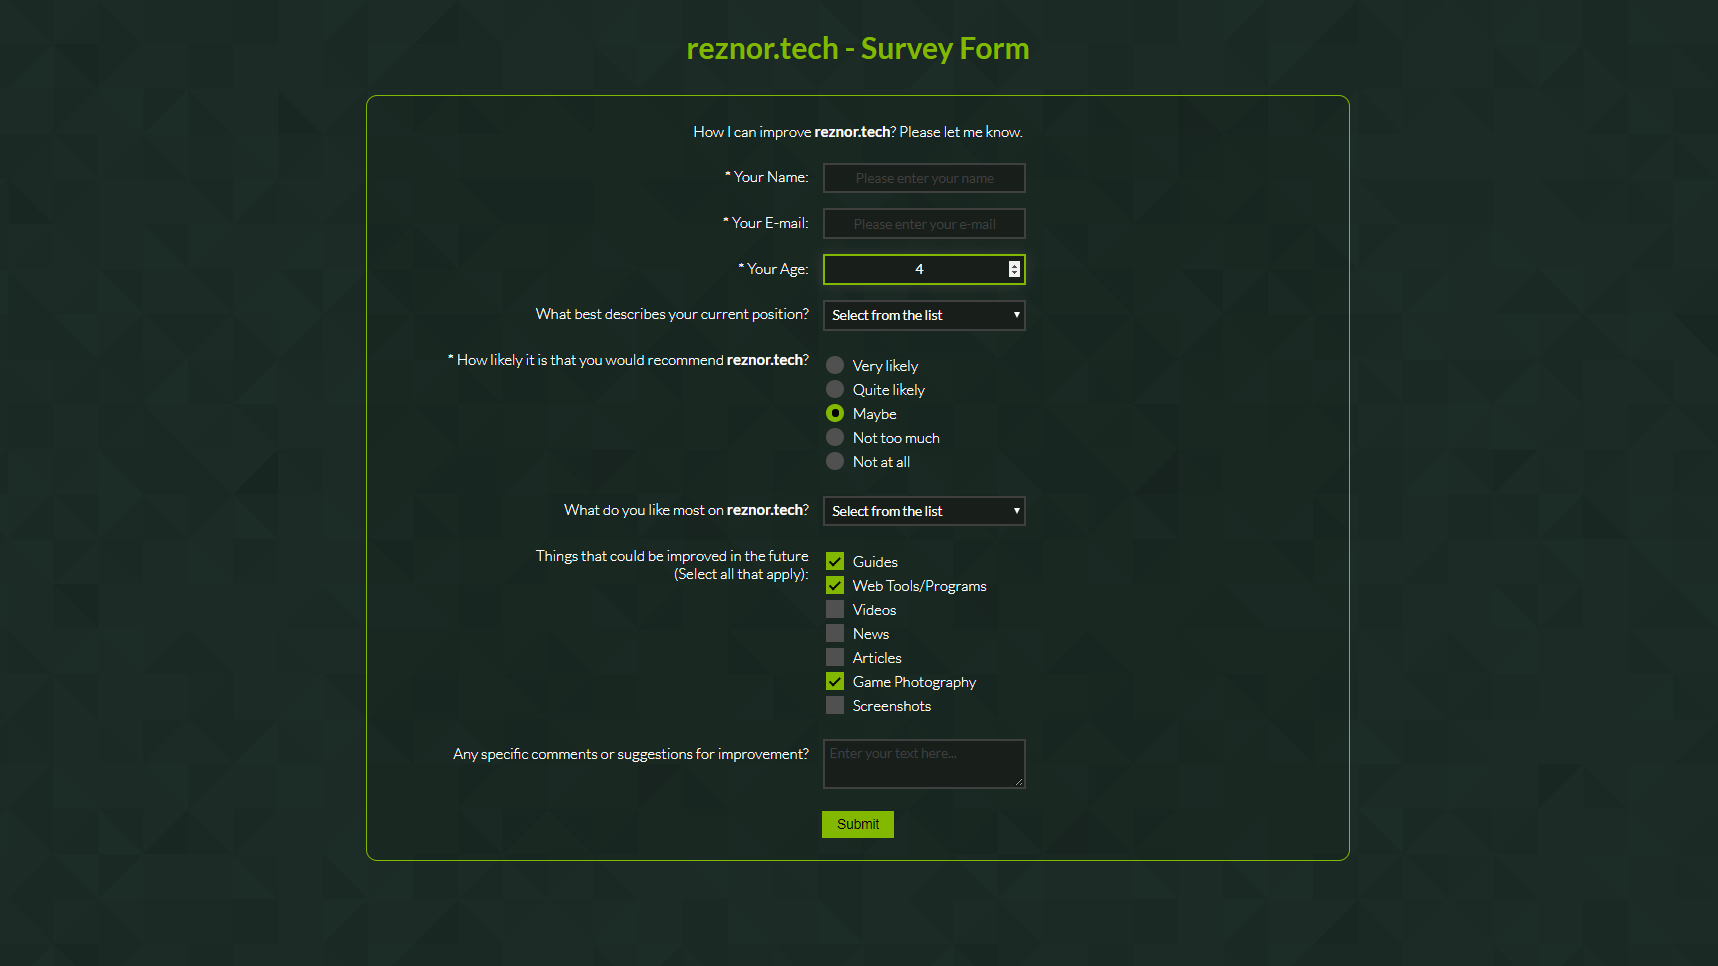 reznor.tech - Survey Form
How I can improve reznor.tech? Please let me know.
* Your Name:
Please enter your name
* Your E-mail:
Please enter your e-mail
* Your Age:
4
What best describes your current position?
Select from the list
* How likely it is that you would recommend reznor.tech?
Very likely
Quite likely
Maybe
Not too much
Not at all
What do you like most on reznor.tech?
Select from the list
Things that could be improved in the future
(Select all that apply):
Guides
Web Tools/Programs
Videos
News
Articles
Game Photography
Screenshots
Any specific comments or suggestions for improvement?
Enter your text here...
Submit